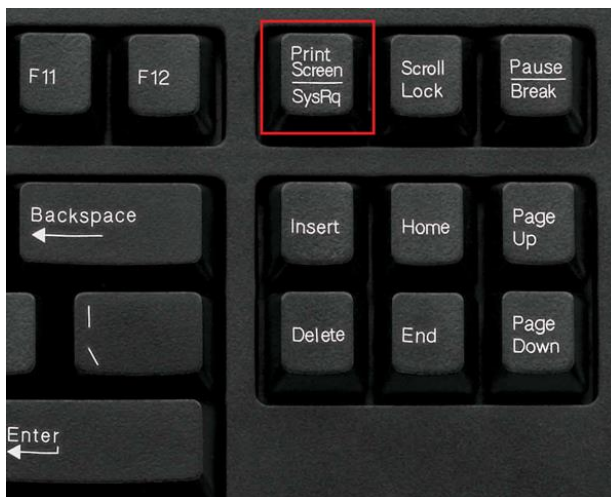 F11
F12
Print
Screen
SysRq
Scroll
Lock
Pause
Break
Backspace
Insert
Home
Page
Up
|
\
Delete
End
Page
Down
Enter